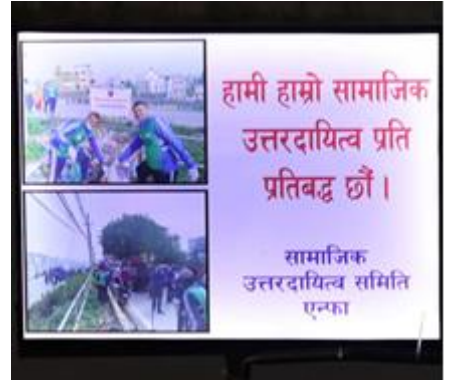 हामी हाम्रो सामाजिक
उत्तरदायित्व प्रति
प्रतिबद्ध छौं ।
सामाजिक
उत्तरदायित्व समिति
एन्फा